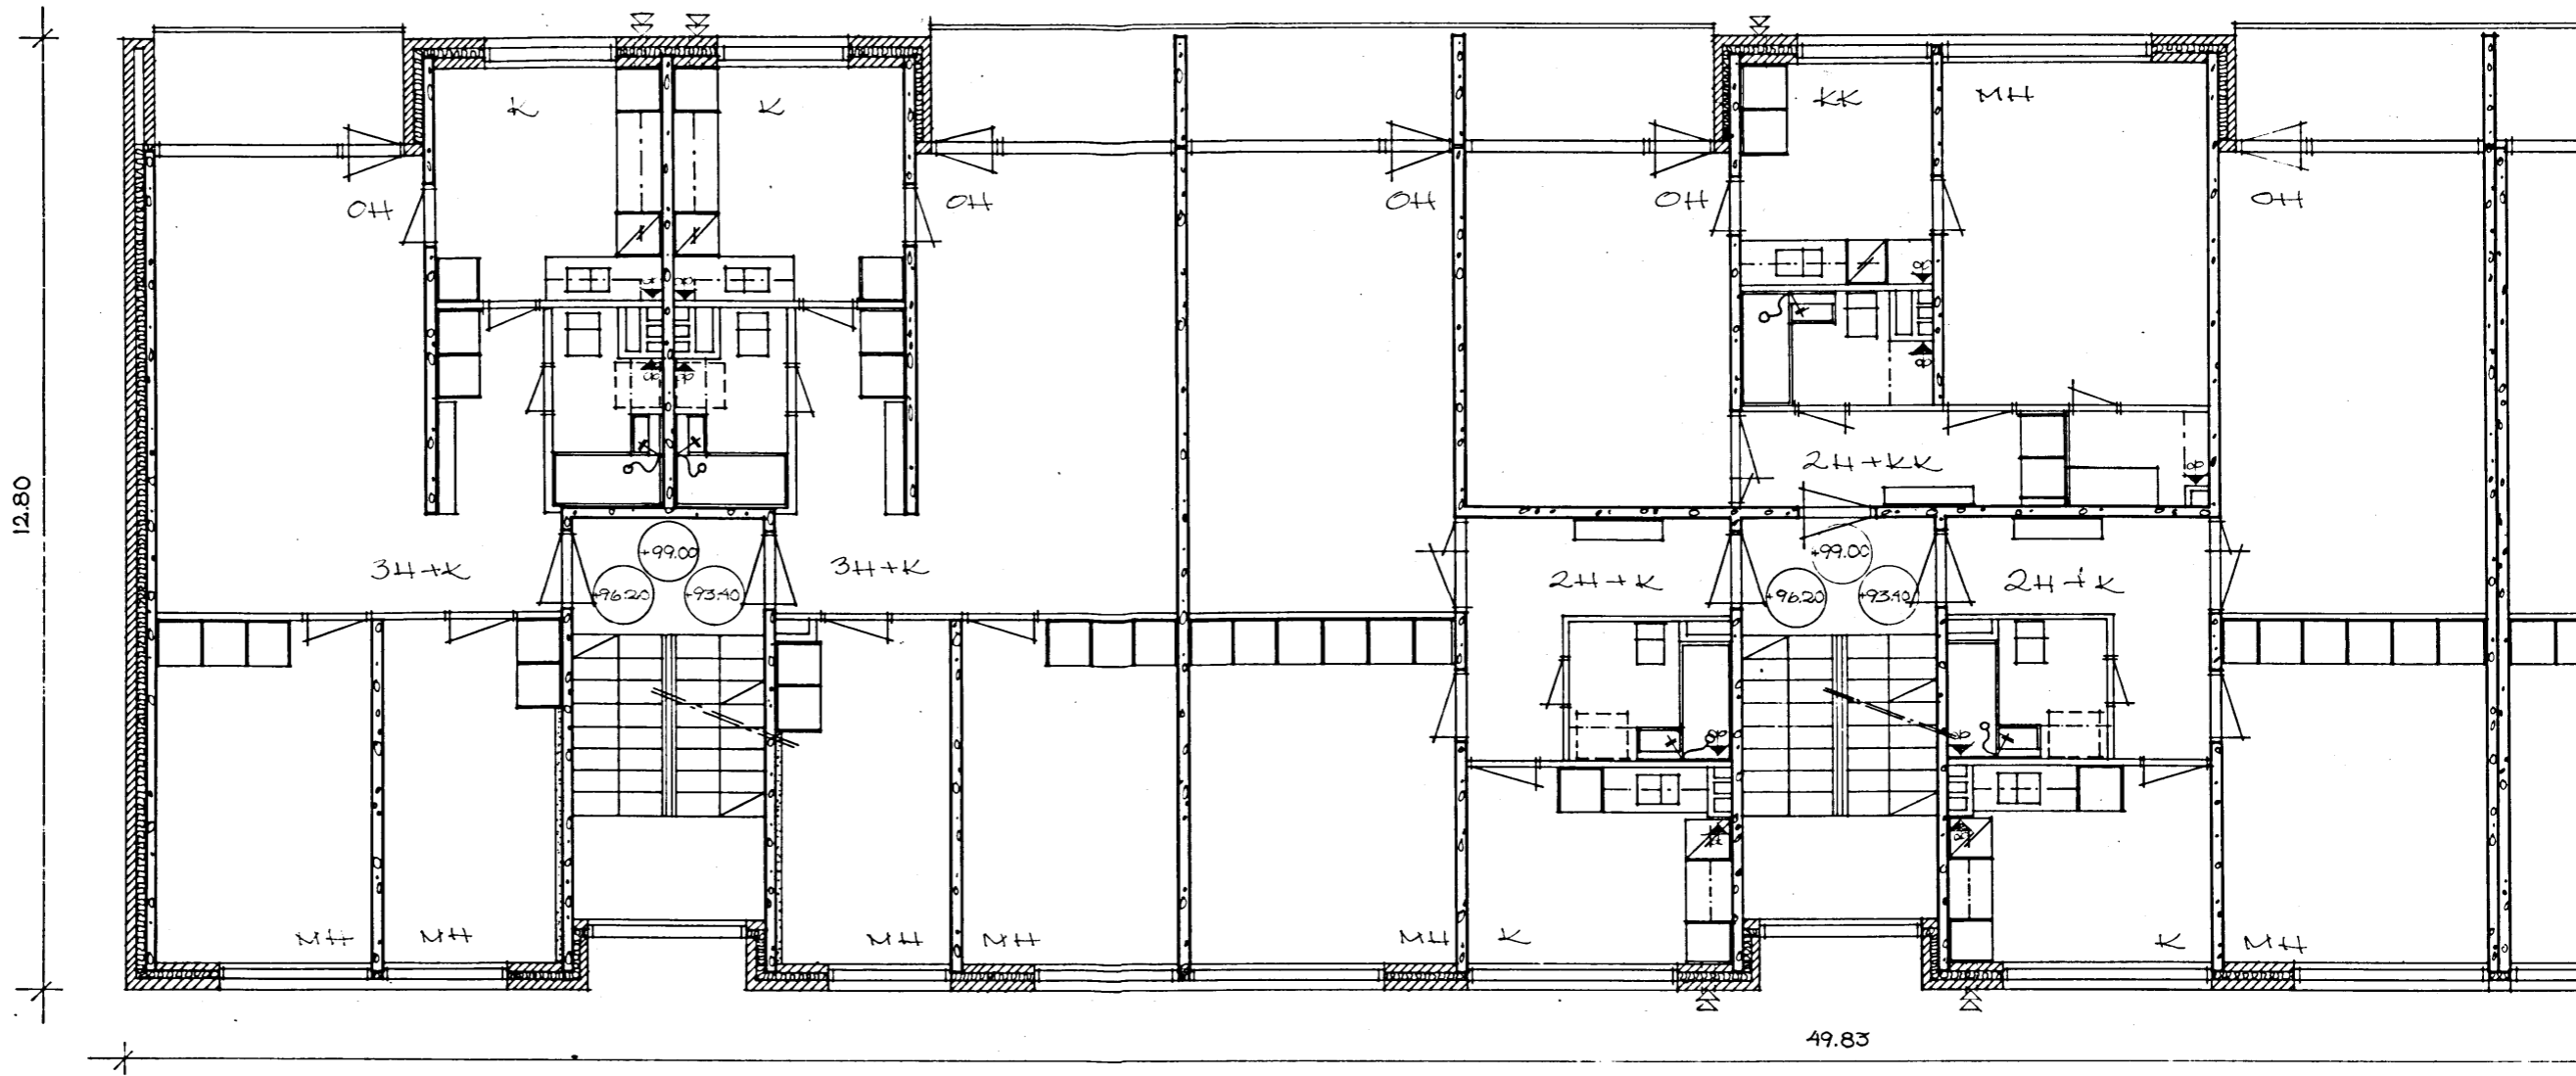 K
K
KK
MH
OH
OH
OH
OH
OH
2H+KK
12.80
+99.00
+99.00
3H+K
3H+K
2H+K
2H+K
+96.20
+93.40
+96.20
+93.40
MH
MH
MH
MH
MH
K
K
MH
49.83